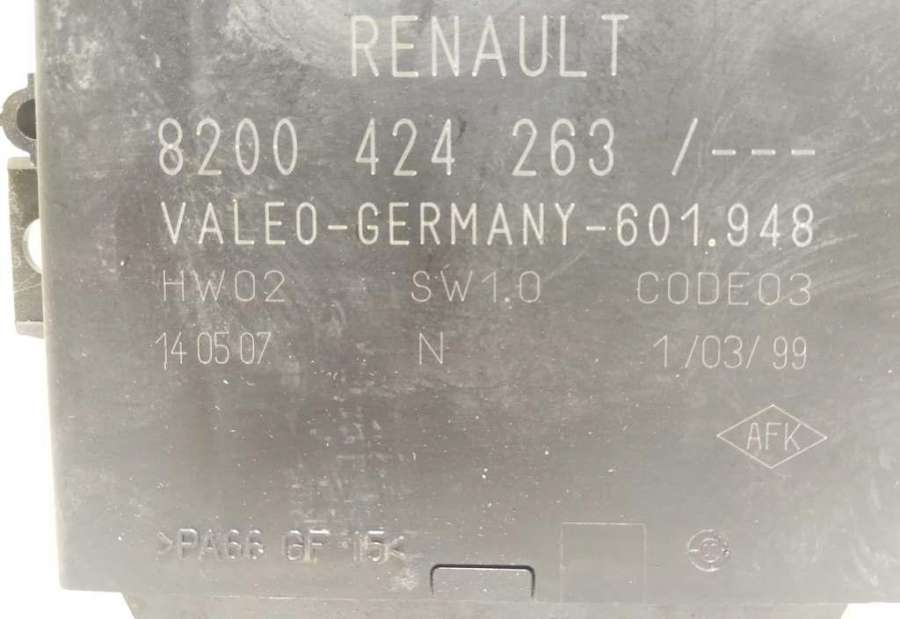 RENAULT
8200 424 263 /---
VALEO-GERMANY-601.948
HW02 SW1.0 CODE03
14 05 07 N 1/03/99
AFK
>PA66 GF 15<